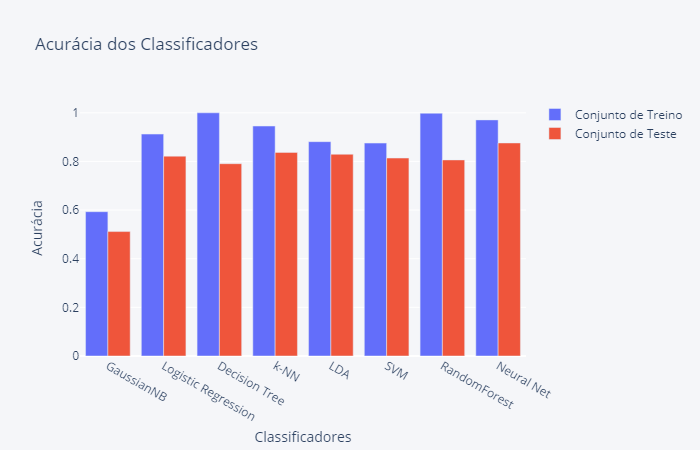 Acurácia dos Classificadores
Conjunto de Treino
Conjunto de Teste
Acurácia
1
0.8
0.6
0.4
0.2
0
GaussianNB
Logistic Regression
Decision Tree
k-NN
LDA
SVM
RandomForest
Neural Net
Classificadores